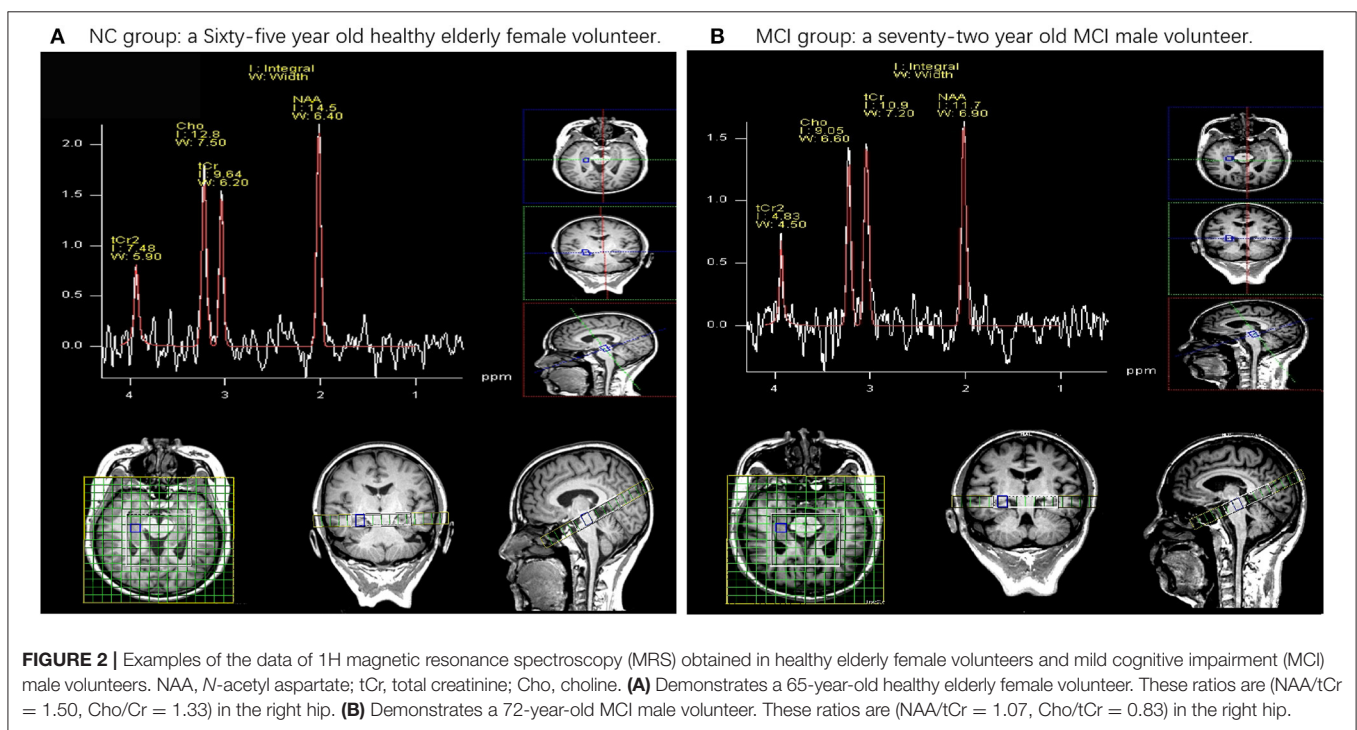 A NC group: a Sixty-five year old healthy elderly female volunteer.
I : Integral
W: Width
NAA
I : 14.5
W: 6.40
Cho
I : 12.8
W: 7.50
tCr
I : 9.64
W: 6.20
tCr2
I : 7.48
W: 5.90
2.0
1.5
1.0
0.5
0.0
4
3
2
1
ppm
B MCI group: a seventy-two year old MCI male volunteer.
I : Integral
W: Width
tCr
I : 10.9
W: 7.20
NAA
I : 11.7
W: 6.90
Cho
I : 9.05
W: 6.60
tCr2
I : 4.83
W: 4.50
1.5
1.0
0.5
0.0
4
3
2
1
ppm
FIGURE 2 | Examples of the data of 1H magnetic resonance spectroscopy (MRS) obtained in healthy elderly female volunteers and mild cognitive impairment (MCI)
male volunteers. NAA, N-acetyl aspartate; tCr, total creatinine; Cho, choline. (A) Demonstrates a 65-year-old healthy elderly female volunteer. These ratios are (NAA/tCr
= 1.50, Cho/Cr = 1.33) in the right hip. (B) Demonstrates a 72-year-old MCI male volunteer. These ratios are (NAA/tCr = 1.07, Cho/tCr = 0.83) in the right hip.